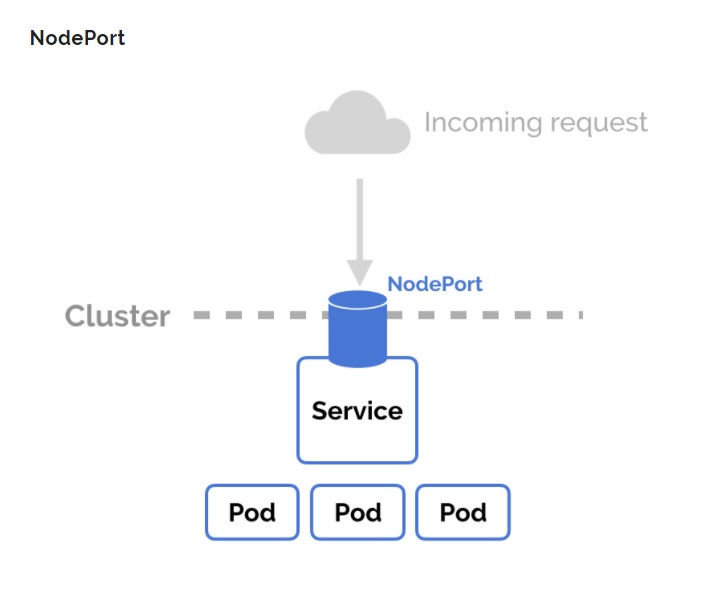 NodePort
Incoming request
NodePort
Cluster
Service
Pod
Pod
Pod